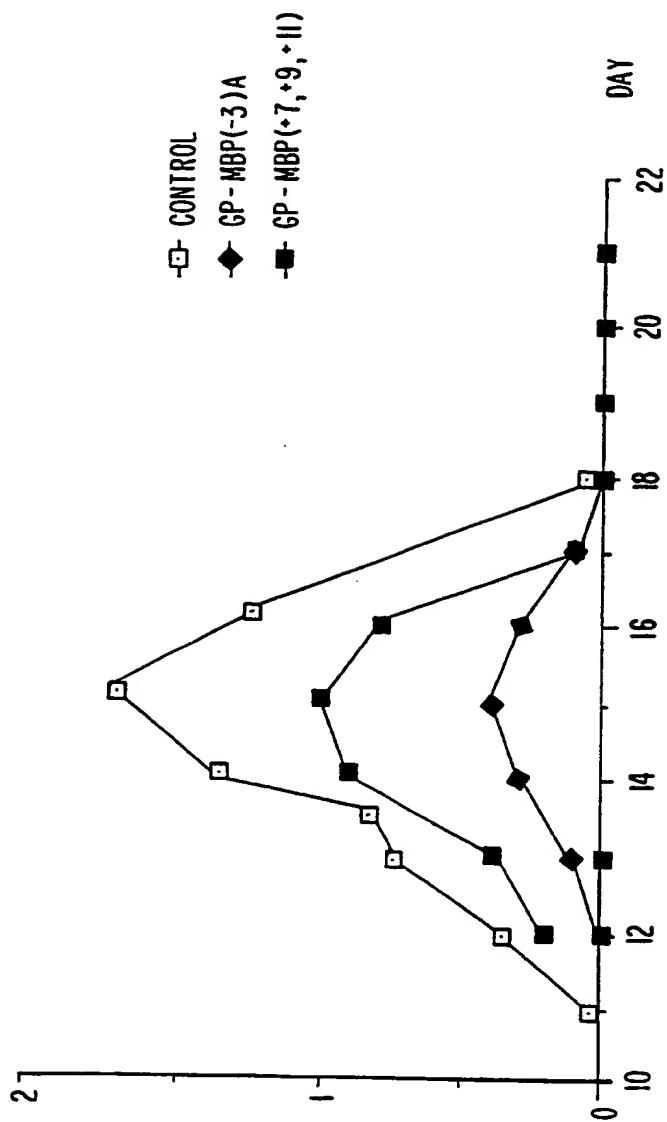 CONTROL
GP-MBP(-3)A
GP-MBP(+7,+9,+11)
2
1
0
10
12
14
16
18
20
22
DAY